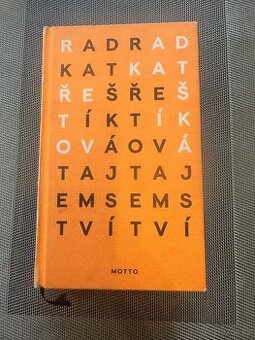 RADRAD
KATKAT
ŘEŠŘEŠ
TÍKTÍK
OVÁOVÁ
TAJTAJ
EMSEMS
TVÍTVÍ
MOTTO